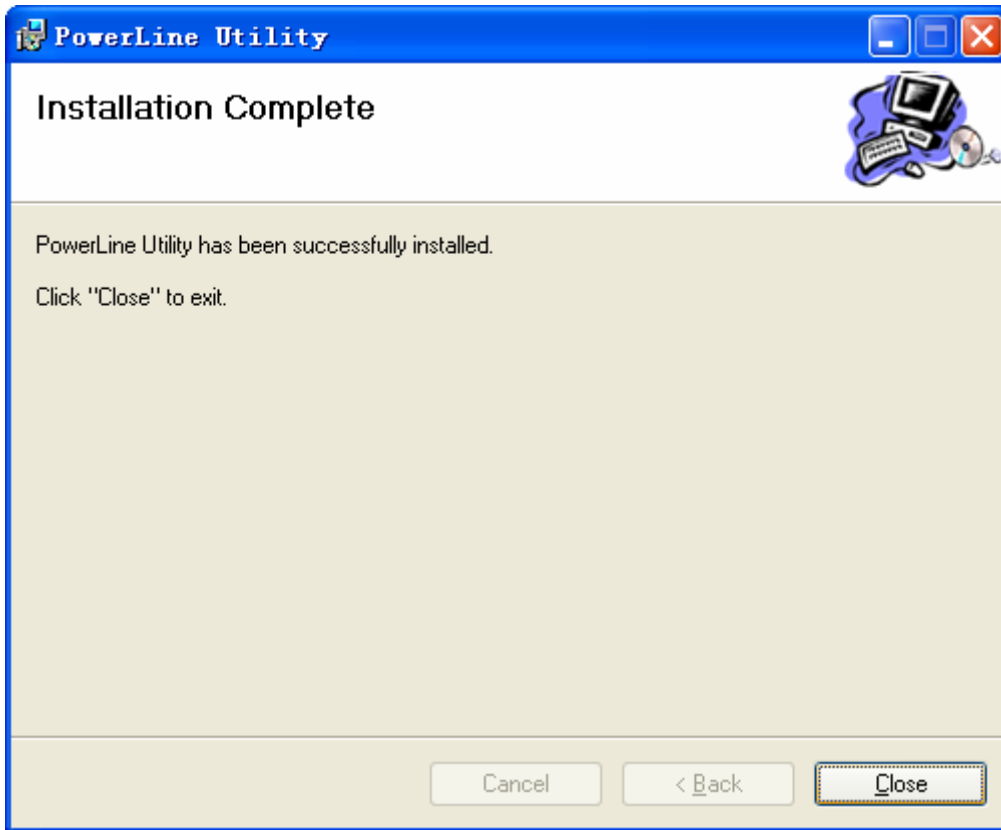 PowerLine Utility
Installation Complete
PowerLine Utility has been successfully installed.
Click "Close" to exit.
Cancel
< Back
Close